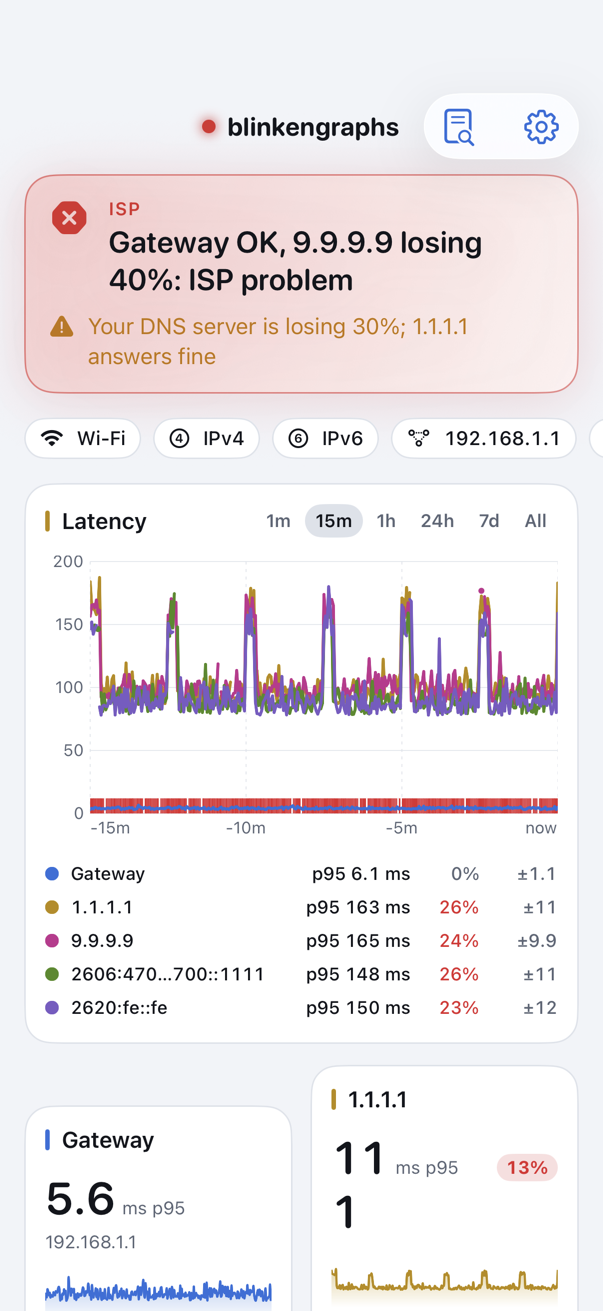 blinkengraphs
ISP
Gateway OK, 9.9.9.9 losing
40%: ISP problem
Your DNS server is losing 30%; 1.1.1.1
answers fine
Wi-Fi
4 IPv4
6 IPv6
192.168.1.1
Latency
1m 15m 1h 24h 7d All
200
150
100
50
0
-15m -10m -5m now
Gateway p95 6.1 ms 0% ±1.1
1.1.1.1 p95 163 ms 26% ±11
9.9.9.9 p95 165 ms 24% ±9.9
2606:470…700::1111 p95 148 ms 26% ±11
2620:fe::fe p95 150 ms 23% ±12
Gateway
5.6 ms p95
192.168.1.1
1.1.1.1
11 ms p95 13%
1